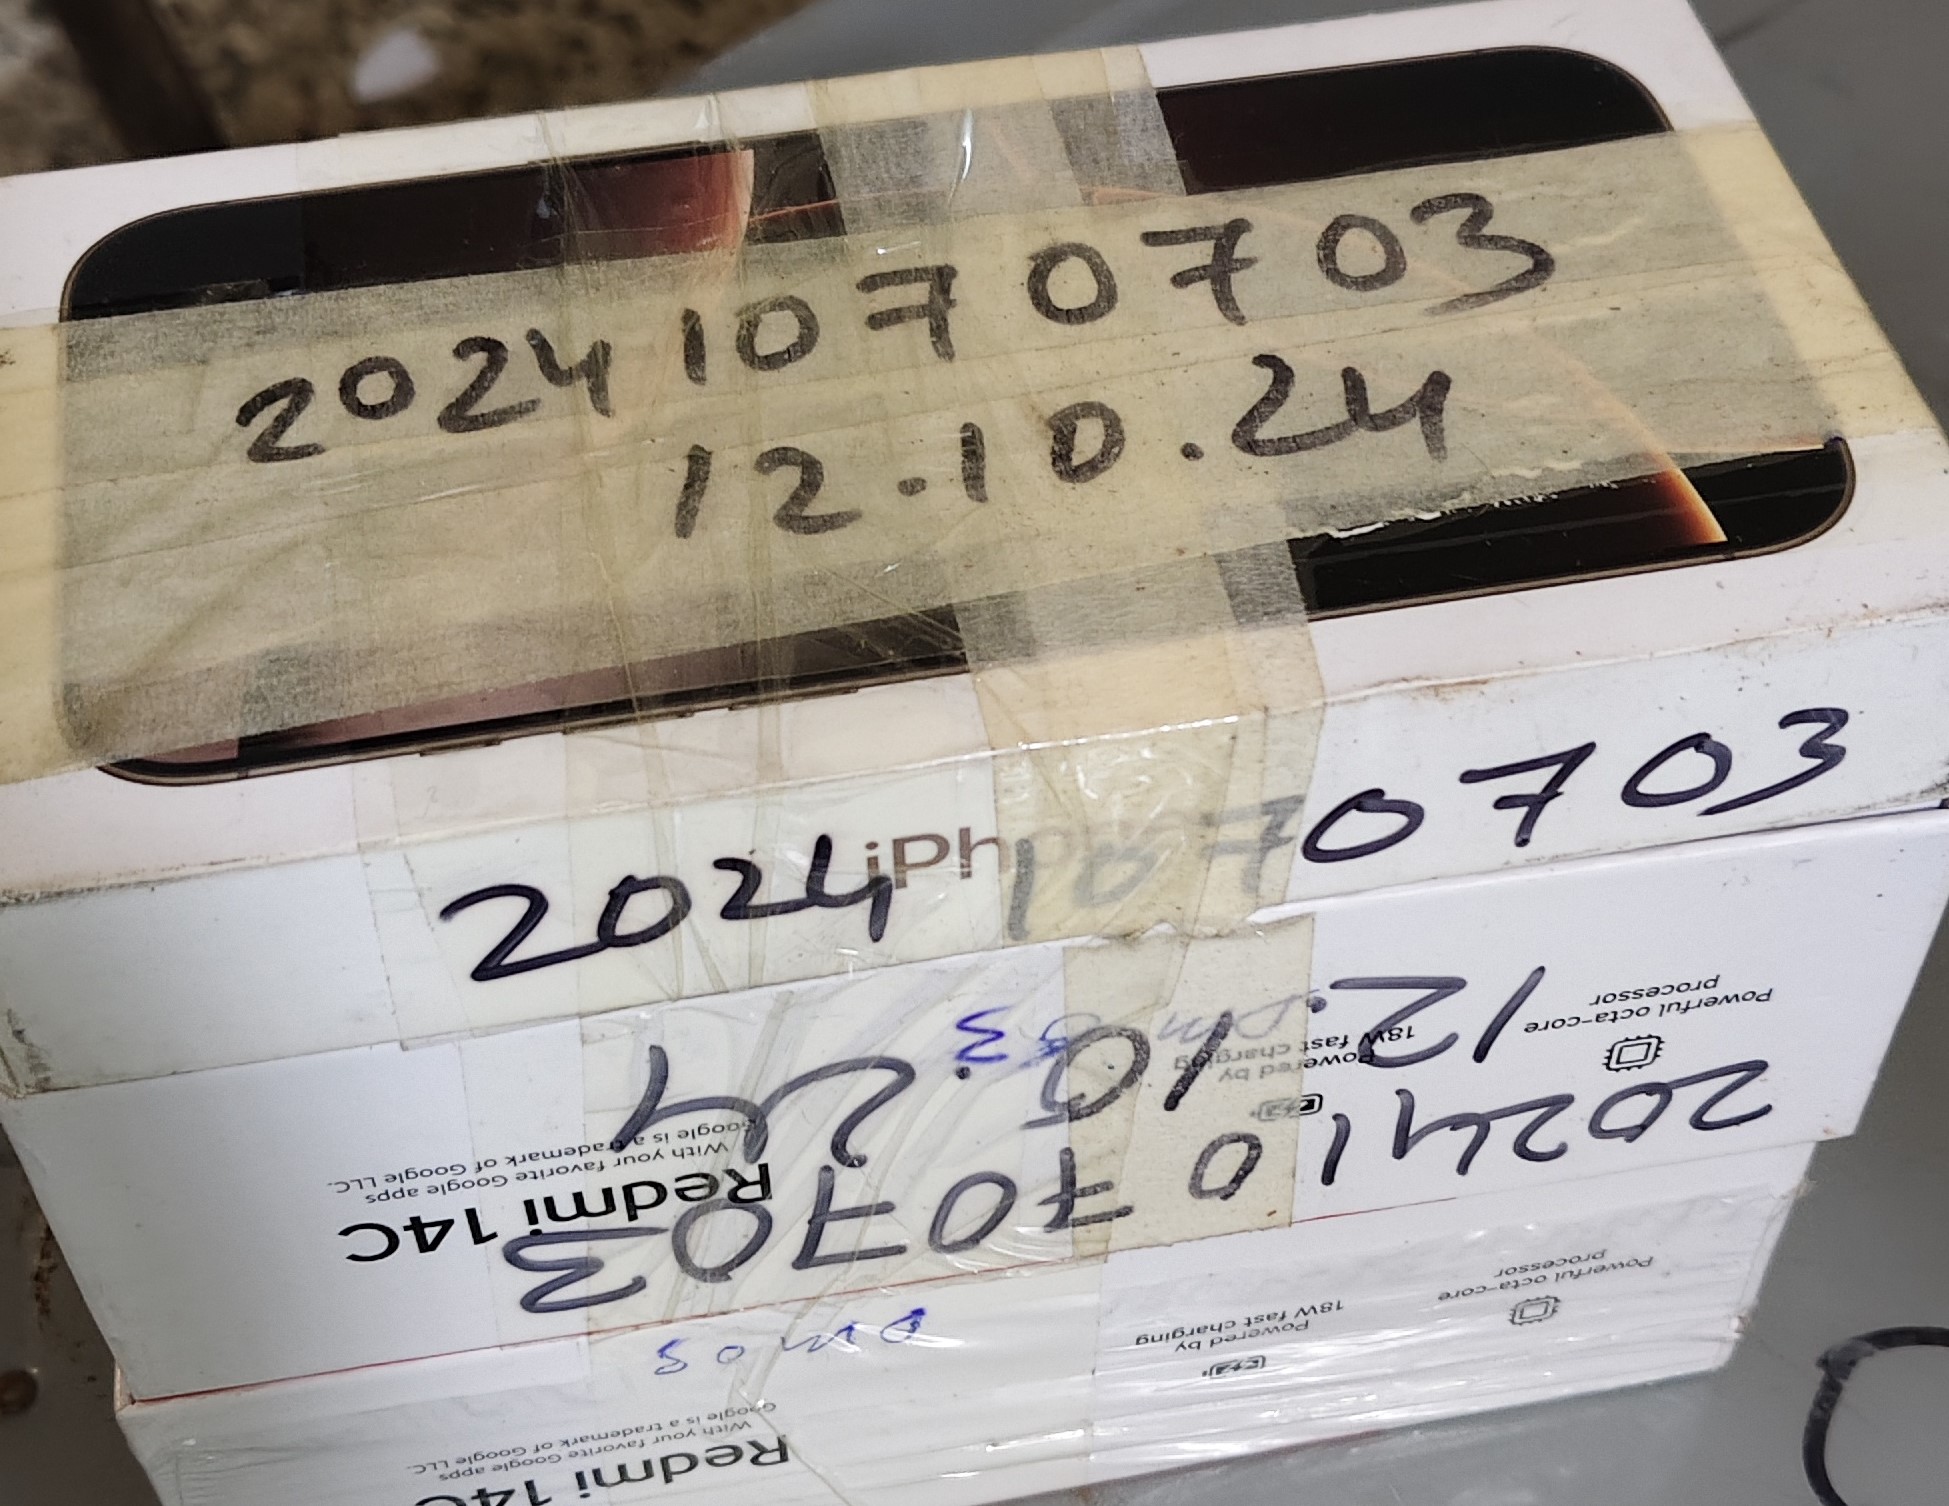 20241070703
12.10.24
iPh
20241070703
Powerful octa-core
processor
Powered by
18W fast charging
12.10.24
20241070703
Redmi 14C
With your favorite Google apps
Google is a trademark of Google LLC.
Powerful octa-core
processor
Powered by
18W fast charging
Redmi 14C
With your favorite Google apps
Google is a trademark of Google LLC.